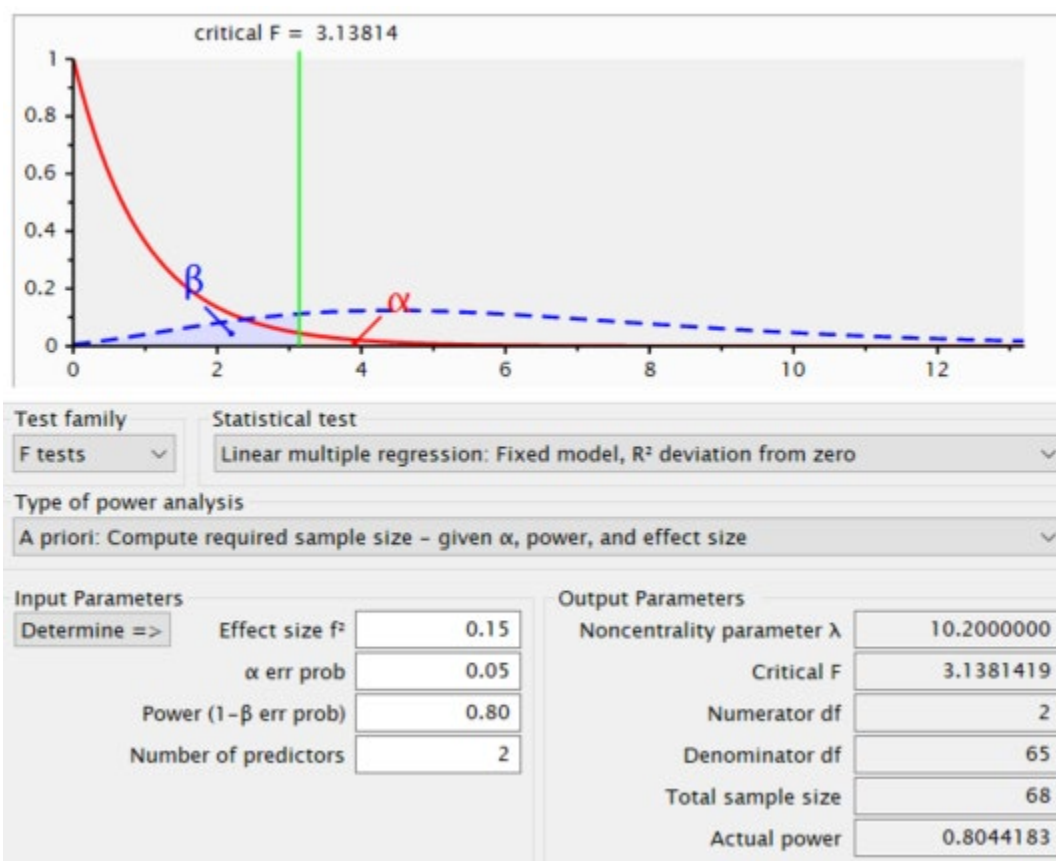 critical F = 3.13814
1
0.8
0.6
0.4
0.2
0
β
α
0 2 4 6 8 10 12
Test family Statistical test
F tests Linear multiple regression: Fixed model, R² deviation from zero
Type of power analysis
A priori: Compute required sample size – given α, power, and effect size
Input Parameters Output Parameters
Determine => Effect size f² 0.15 Noncentrality parameter λ 10.2000000
α err prob 0.05 Critical F 3.1381419
Power (1-β err prob) 0.80 Numerator df 2
Number of predictors 2 Denominator df 65
Total sample size 68
Actual power 0.8044183